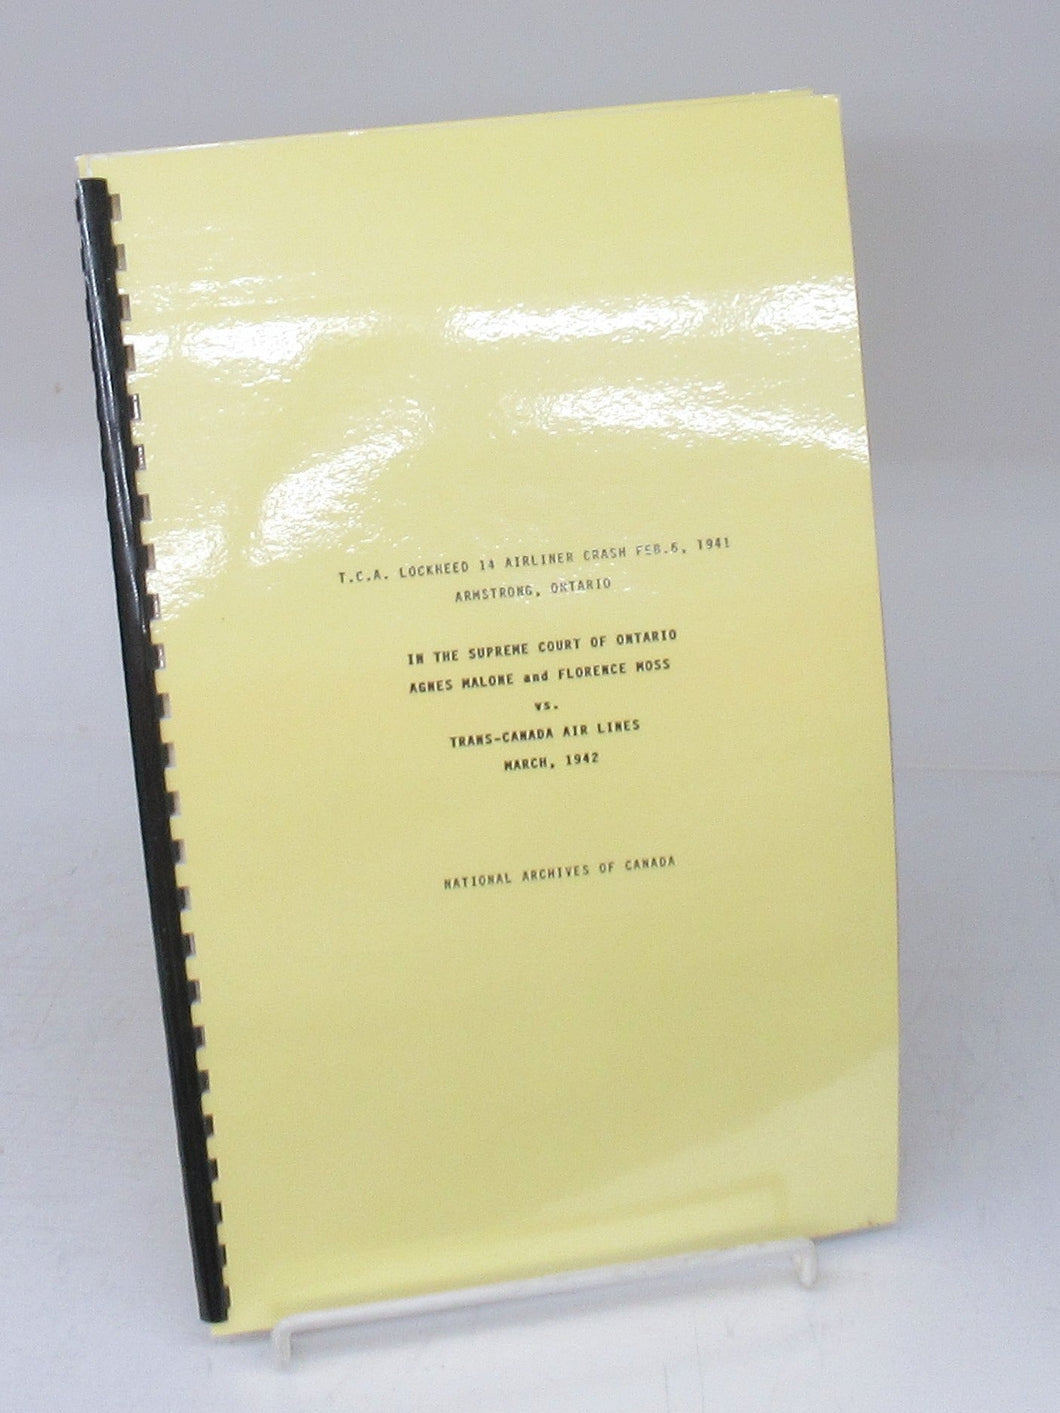 T.C.A. LOCKHEED 14 AIRLINER CRASH FEB.6, 1941
ARMSTRONG, ONTARIO
IN THE SUPREME COURT OF ONTARIO
AGNES MALONE and FLORENCE MOSS
vs.
TRANS-CANADA AIR LINES
MARCH, 1942
NATIONAL ARCHIVES OF CANADA